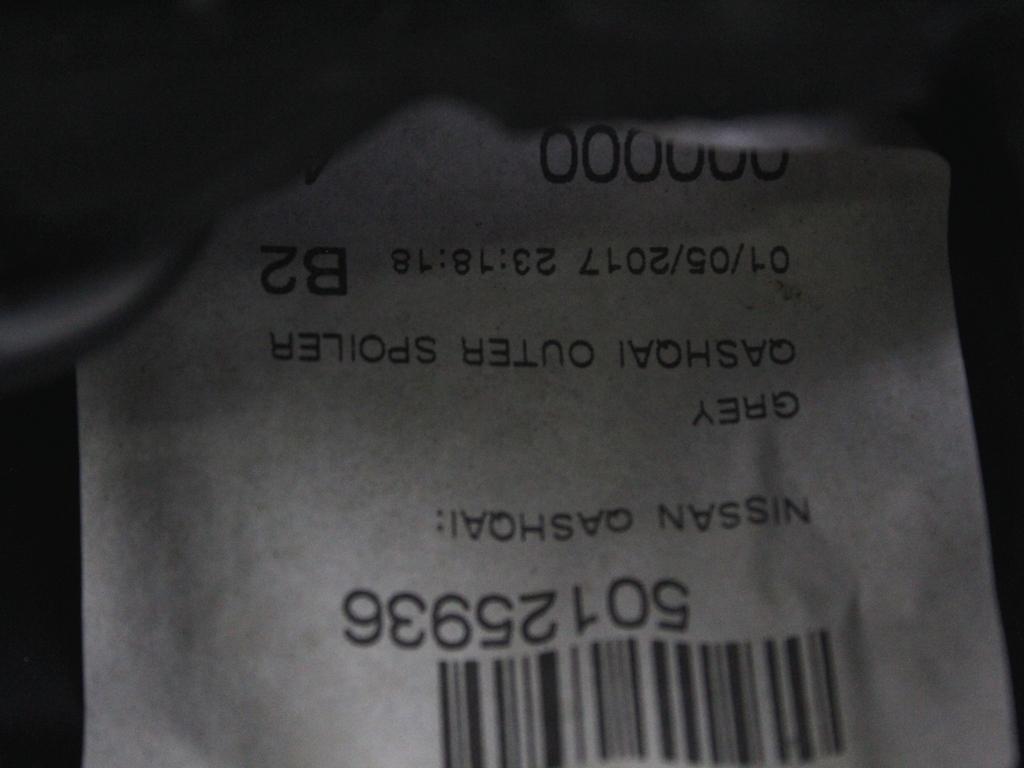 50125936
NISSAN QASHQAI:
GREY
QASHQAI OUTER SPOILER
01/05/2017 23:18:18 B2
000000